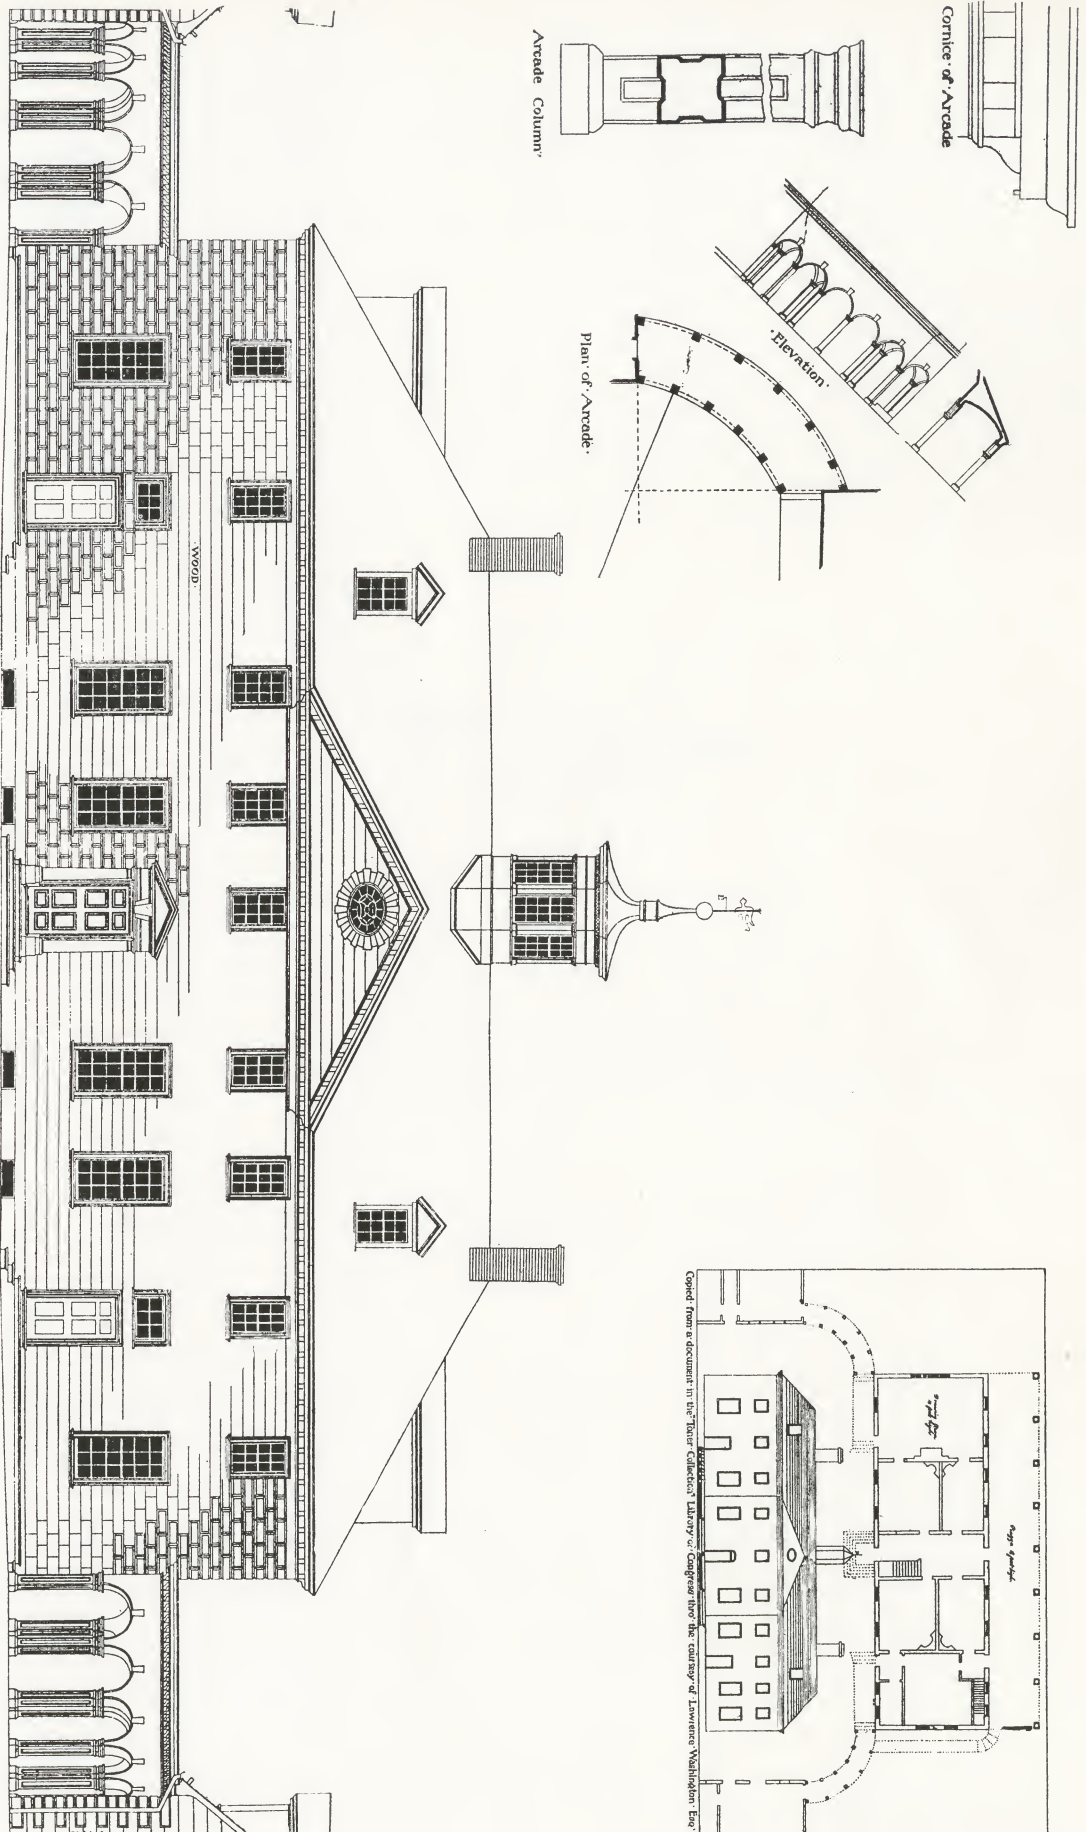 Cornice · of · Arcade
Arcade Column
· Elevation ·
Plan · of · Arcade ·
WOOD ·
Copied · from · a · document · in · the · "Toner · Collection" · Library · of · Congress · thro' · the · courtesy · of · Lawrence · Washington · Esq ·